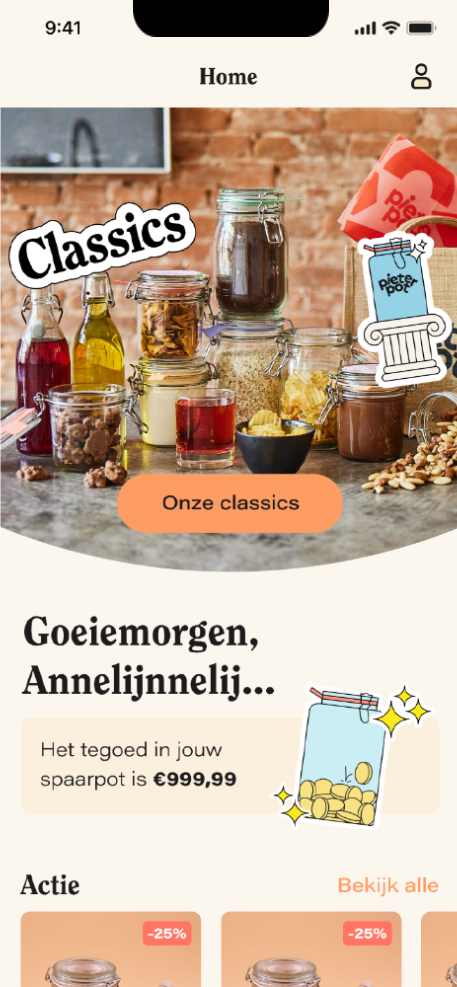 9:41
Home
Classics
pieter
pot
Onze classics
Goeiemorgen,
Annelijnnelij...
Het tegoed in jouw
spaarpot is €999,99
Actie
Bekijk alle
-25%
-25%